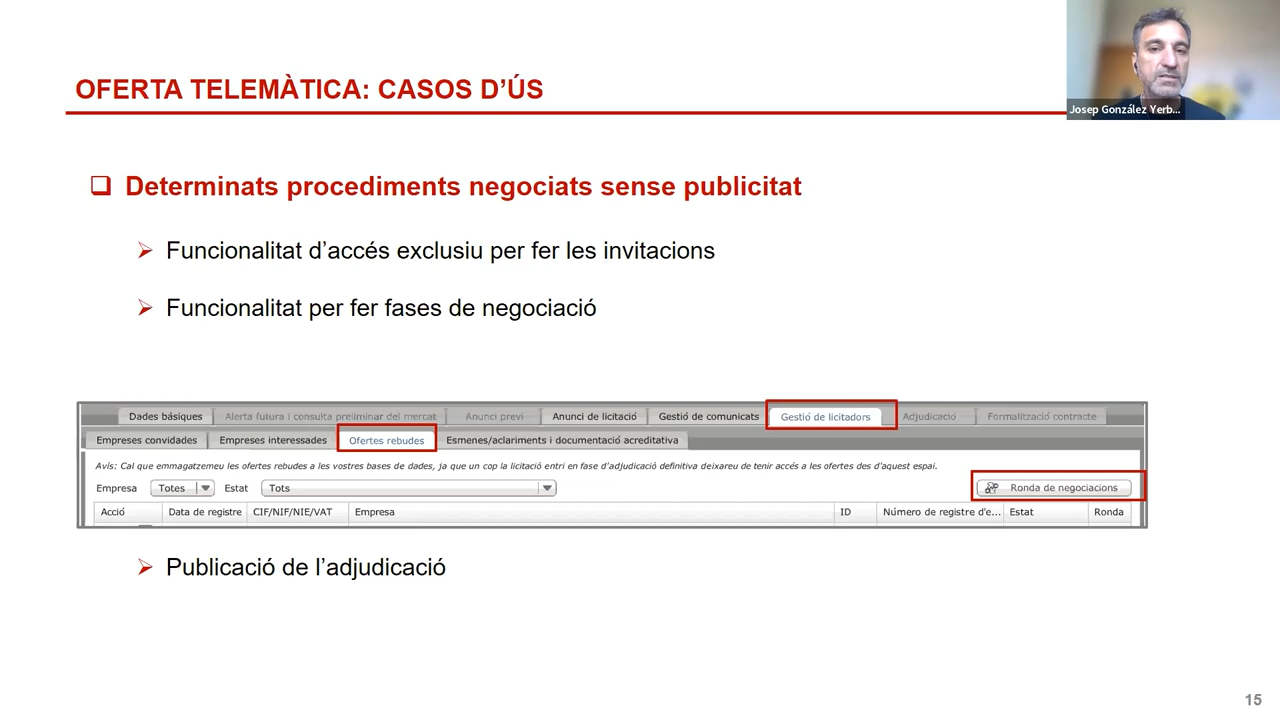 OFERTA TELEMÀTICA: CASOS D'ÚS
Josep González Yerb...
Determinats procediments negociats sense publicitat
Funcionalitat d'accés exclusiu per fer les invitacions
Funcionalitat per fer fases de negociació
Dades bàsiques Alerta futura i consulta preliminar del mercat Anunci previ Anunci de licitació Gestió de comunicats Gestió de licitadors Adjudicació Formalització contracte
Empreses convidades Empreses interessades Ofertes rebudes Esmenes/aclariments i documentació acreditativa
Avís: Cal que emmagatzemeu les ofertes rebudes a les vostres bases de dades, ja que un cop la licitació entri en fase d'adjudicació definitiva deixareu de tenir accés a les ofertes des d'aquest espai.
Empresa Totes Estat Tots Ronda de negociacions
Acció Data de registre CIF/NIF/NIE/VAT Empresa ID Número de registre d'e... Estat Ronda
Publicació de l'adjudicació
15